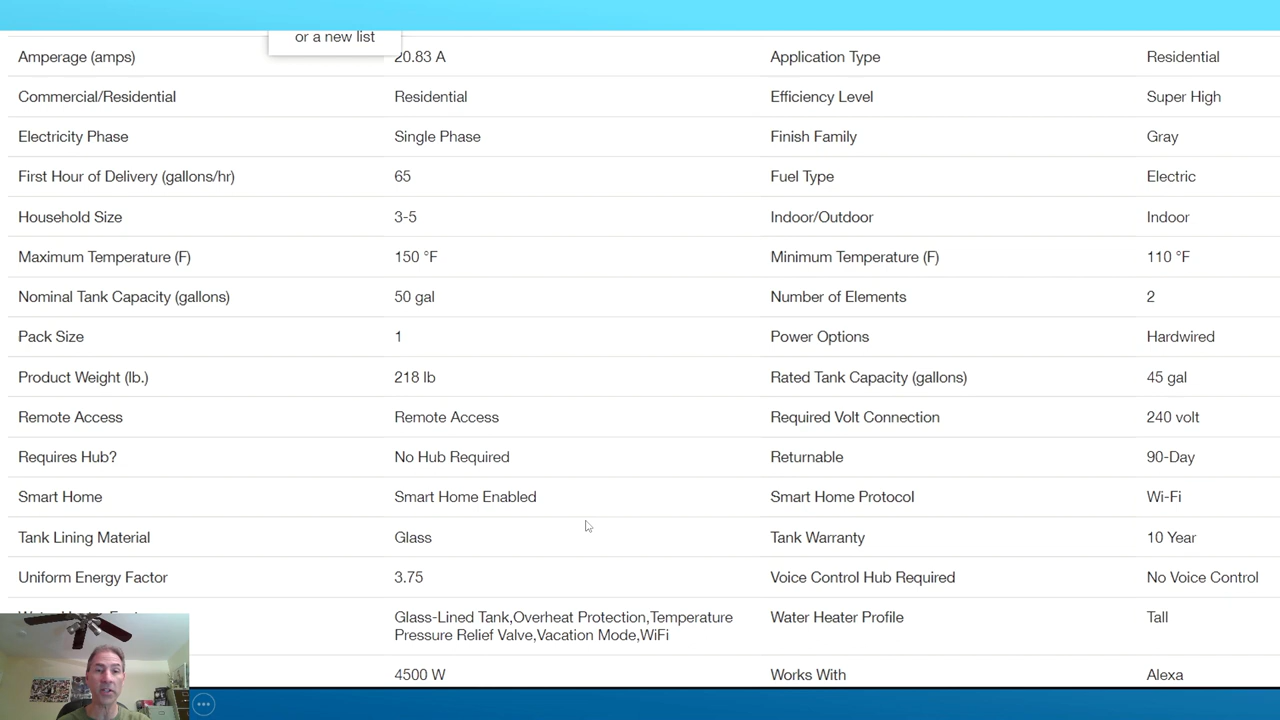 or a new list
Amperage (amps) 20.83 A Application Type Residential
Commercial/Residential Residential Efficiency Level Super High
Electricity Phase Single Phase Finish Family Gray
First Hour of Delivery (gallons/hr) 65 Fuel Type Electric
Household Size 3-5 Indoor/Outdoor Indoor
Maximum Temperature (F) 150 °F Minimum Temperature (F) 110 °F
Nominal Tank Capacity (gallons) 50 gal Number of Elements 2
Pack Size 1 Power Options Hardwired
Product Weight (lb.) 218 lb Rated Tank Capacity (gallons) 45 gal
Remote Access Remote Access Required Volt Connection 240 volt
Requires Hub? No Hub Required Returnable 90-Day
Smart Home Smart Home Enabled Smart Home Protocol Wi-Fi
Tank Lining Material Glass Tank Warranty 10 Year
Uniform Energy Factor 3.75 Voice Control Hub Required No Voice Control
Glass-Lined Tank,Overheat Protection,Temperature Water Heater Profile Tall
Pressure Relief Valve,Vacation Mode,WiFi
4500 W Works With Alexa